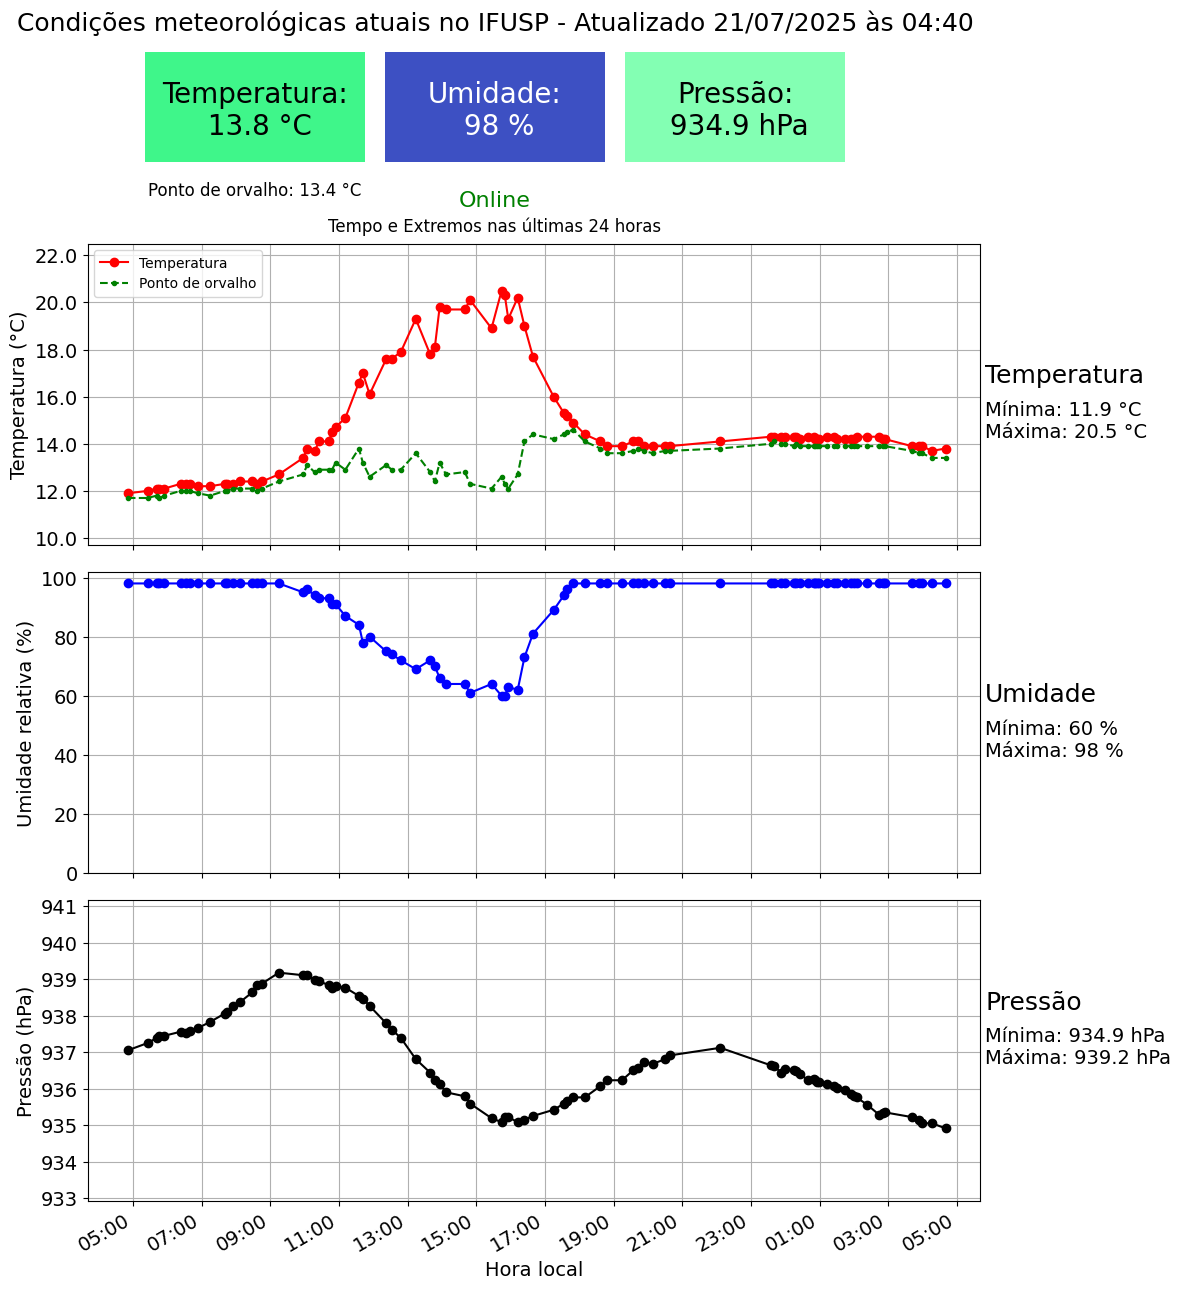 Condições meteorológicas atuais no IFUSP - Atualizado 21/07/2025 às 04:40
Temperatura:
13.8 °C
Umidade:
98 %
Pressão:
934.9 hPa
Ponto de orvalho: 13.4 °C
Online
Tempo e Extremos nas últimas 24 horas
Temperatura (°C)
22.0
20.0
18.0
16.0
14.0
12.0
10.0
Temperatura
Ponto de orvalho
Temperatura
Mínima: 11.9 °C
Máxima: 20.5 °C
Umidade relativa (%)
100
80
60
40
20
0
Umidade
Mínima: 60 %
Máxima: 98 %
Pressão (hPa)
941
940
939
938
937
936
935
934
933
Pressão
Mínima: 934.9 hPa
Máxima: 939.2 hPa
05:00 07:00 09:00 11:00 13:00 15:00 17:00 19:00 21:00 23:00 01:00 03:00 05:00
Hora local